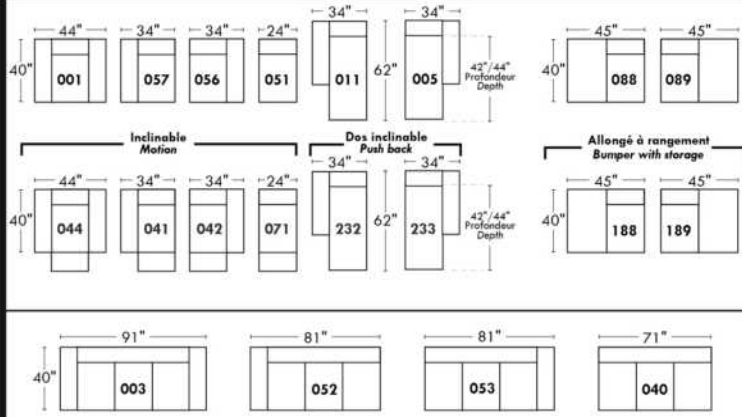 44" 34" 34" 24" 34" 34" 45" 45"
40" 001 057 056 051 011 62" 005 42"/44" Profondeur Depth 40" 088 089
Inclinable
Motion
Dos inclinable
Push back
Allongé à rangement
Bumper with storage
44" 34" 34" 24" 34" 34" 45" 45"
40" 044 041 042 071 232 62" 233 42"/44" Profondeur Depth 40" 188 189
91" 81" 81" 71"
40" 003 052 053 040